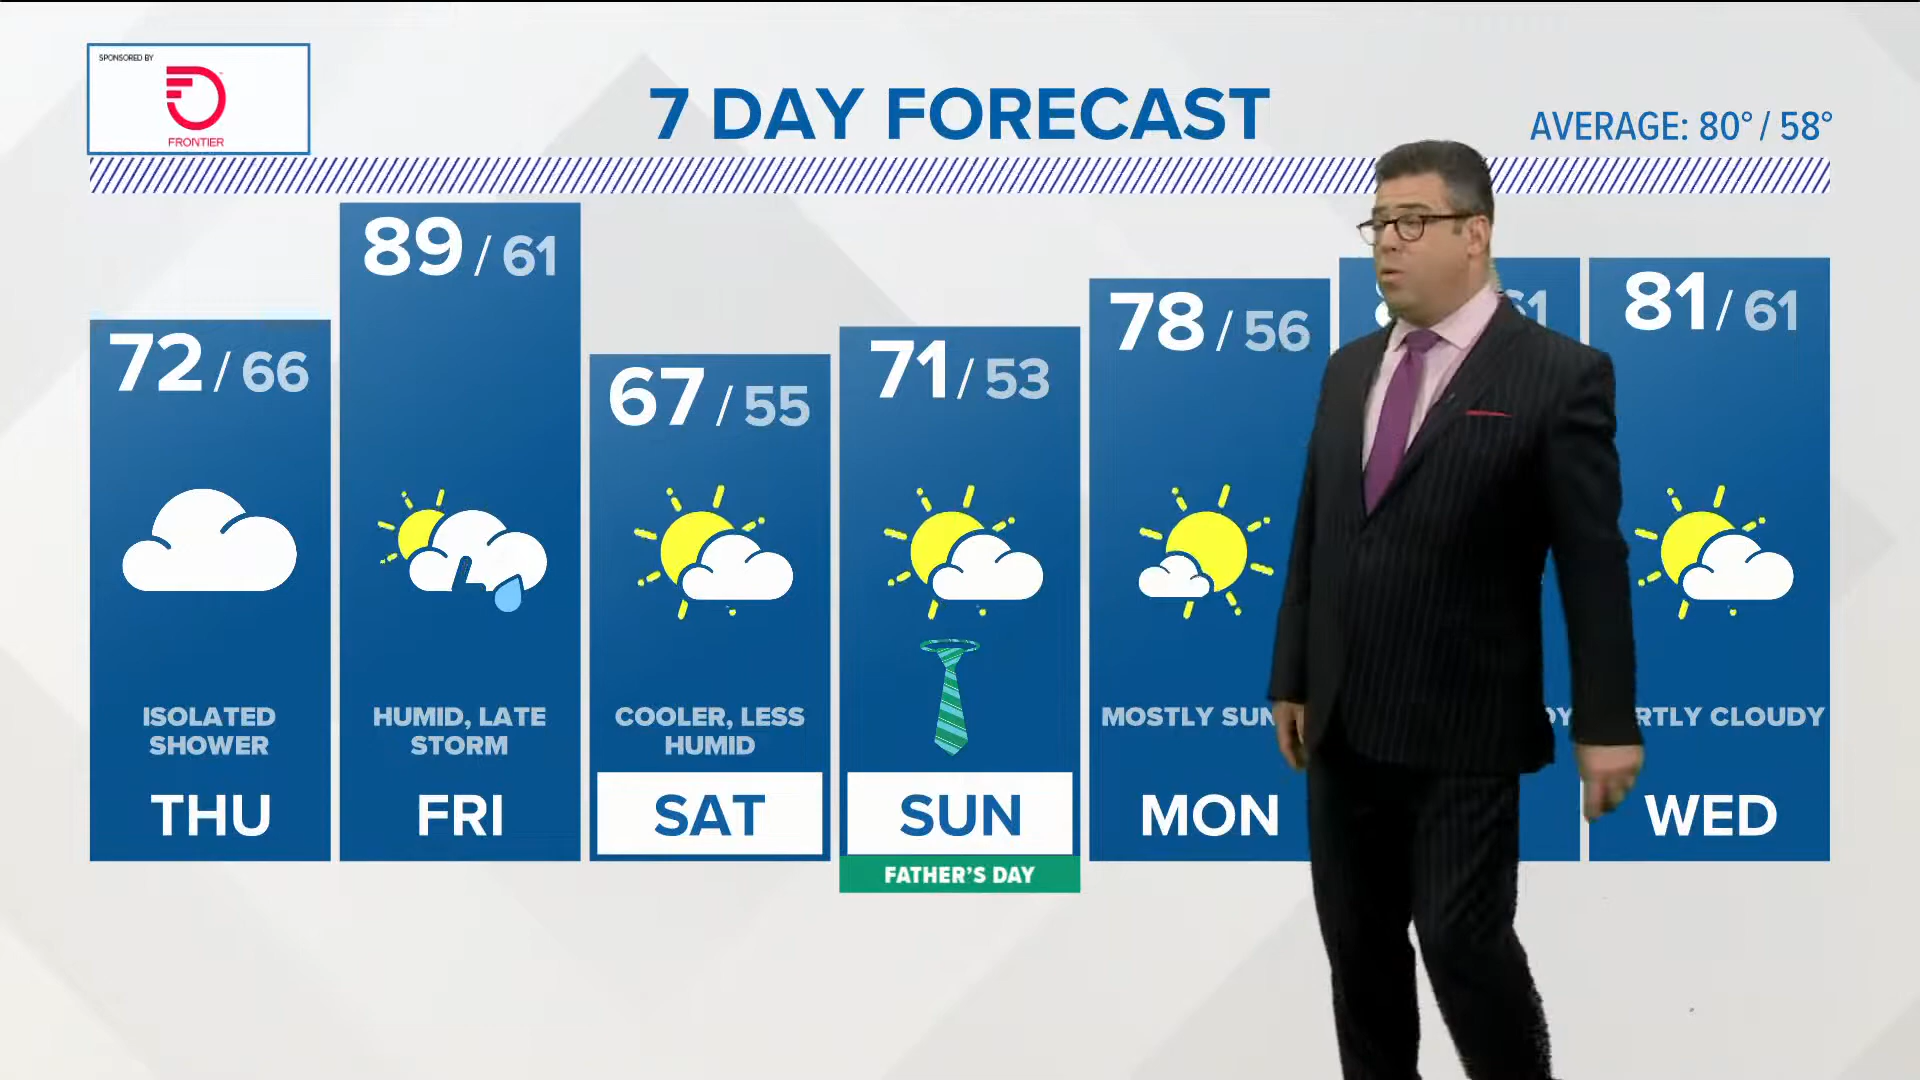 SPONSORED BY
FRONTIER
7 DAY FORECAST
AVERAGE: 80° / 58°
72 / 66
ISOLATED
SHOWER
THU
89 / 61
HUMID, LATE
STORM
FRI
67 / 55
COOLER, LESS
HUMID
SAT
71 / 53
SUN
FATHER'S DAY
78 / 56
MOSTLY SUN
MON
61
DY
81 / 61
RTLY CLOUDY
WED